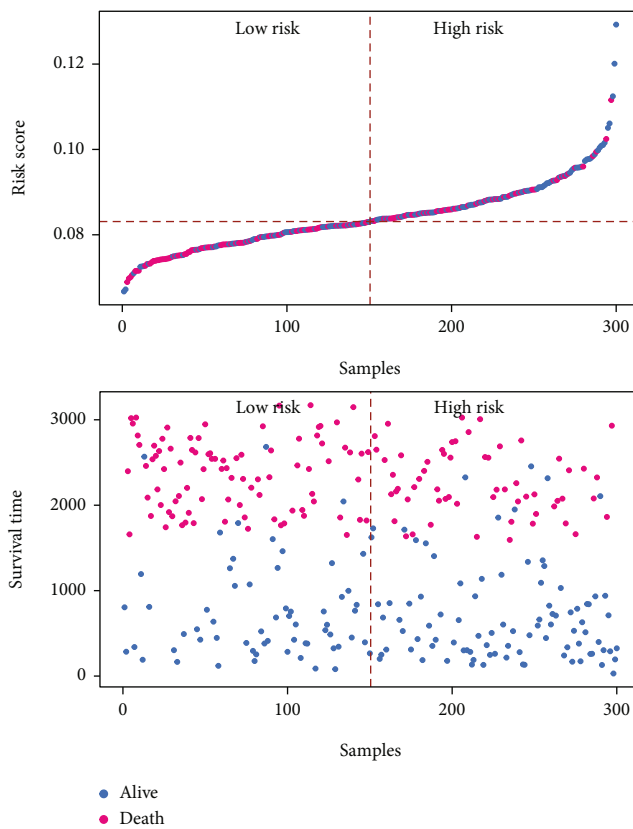 Low risk
High risk
0.12
0.10
0.08
Risk score
0
100
200
300
Samples
Low risk
High risk
3000
2000
1000
0
Survival time
0
100
200
300
Samples
Alive
Death